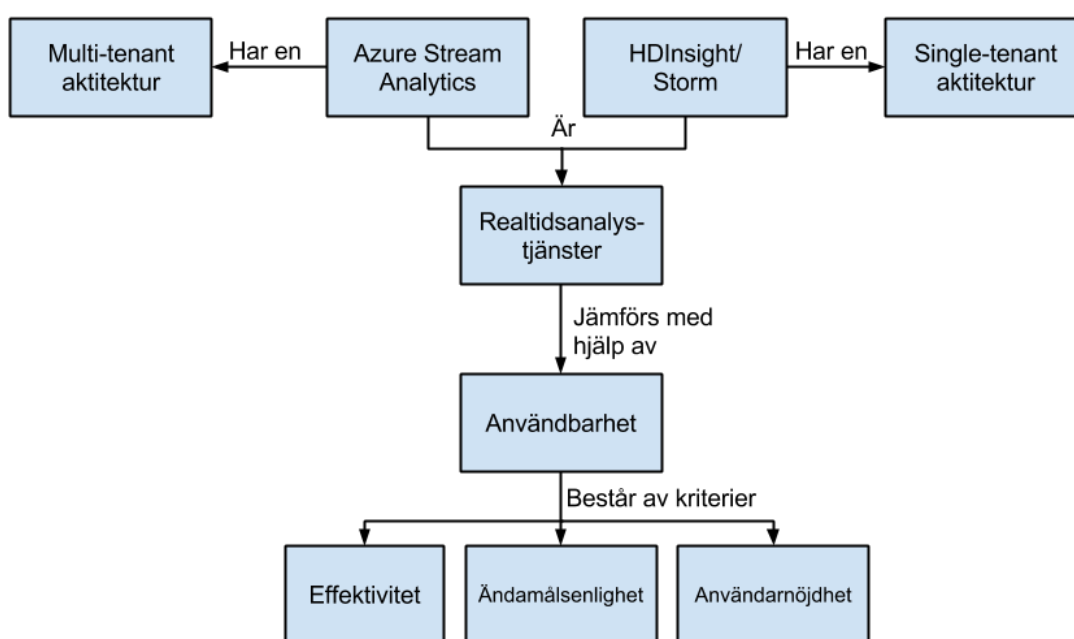 Multi-tenant
aktitektur
Har en
Azure Stream
Analytics
HDInsight/
Storm
Har en
Single-tenant
aktitektur
Är
Realtidsanalys-
tjänster
Jämförs med
hjälp av
Användbarhet
Består av kriterier
Effektivitet
Ändamålsenlighet
Användarnöjdhet